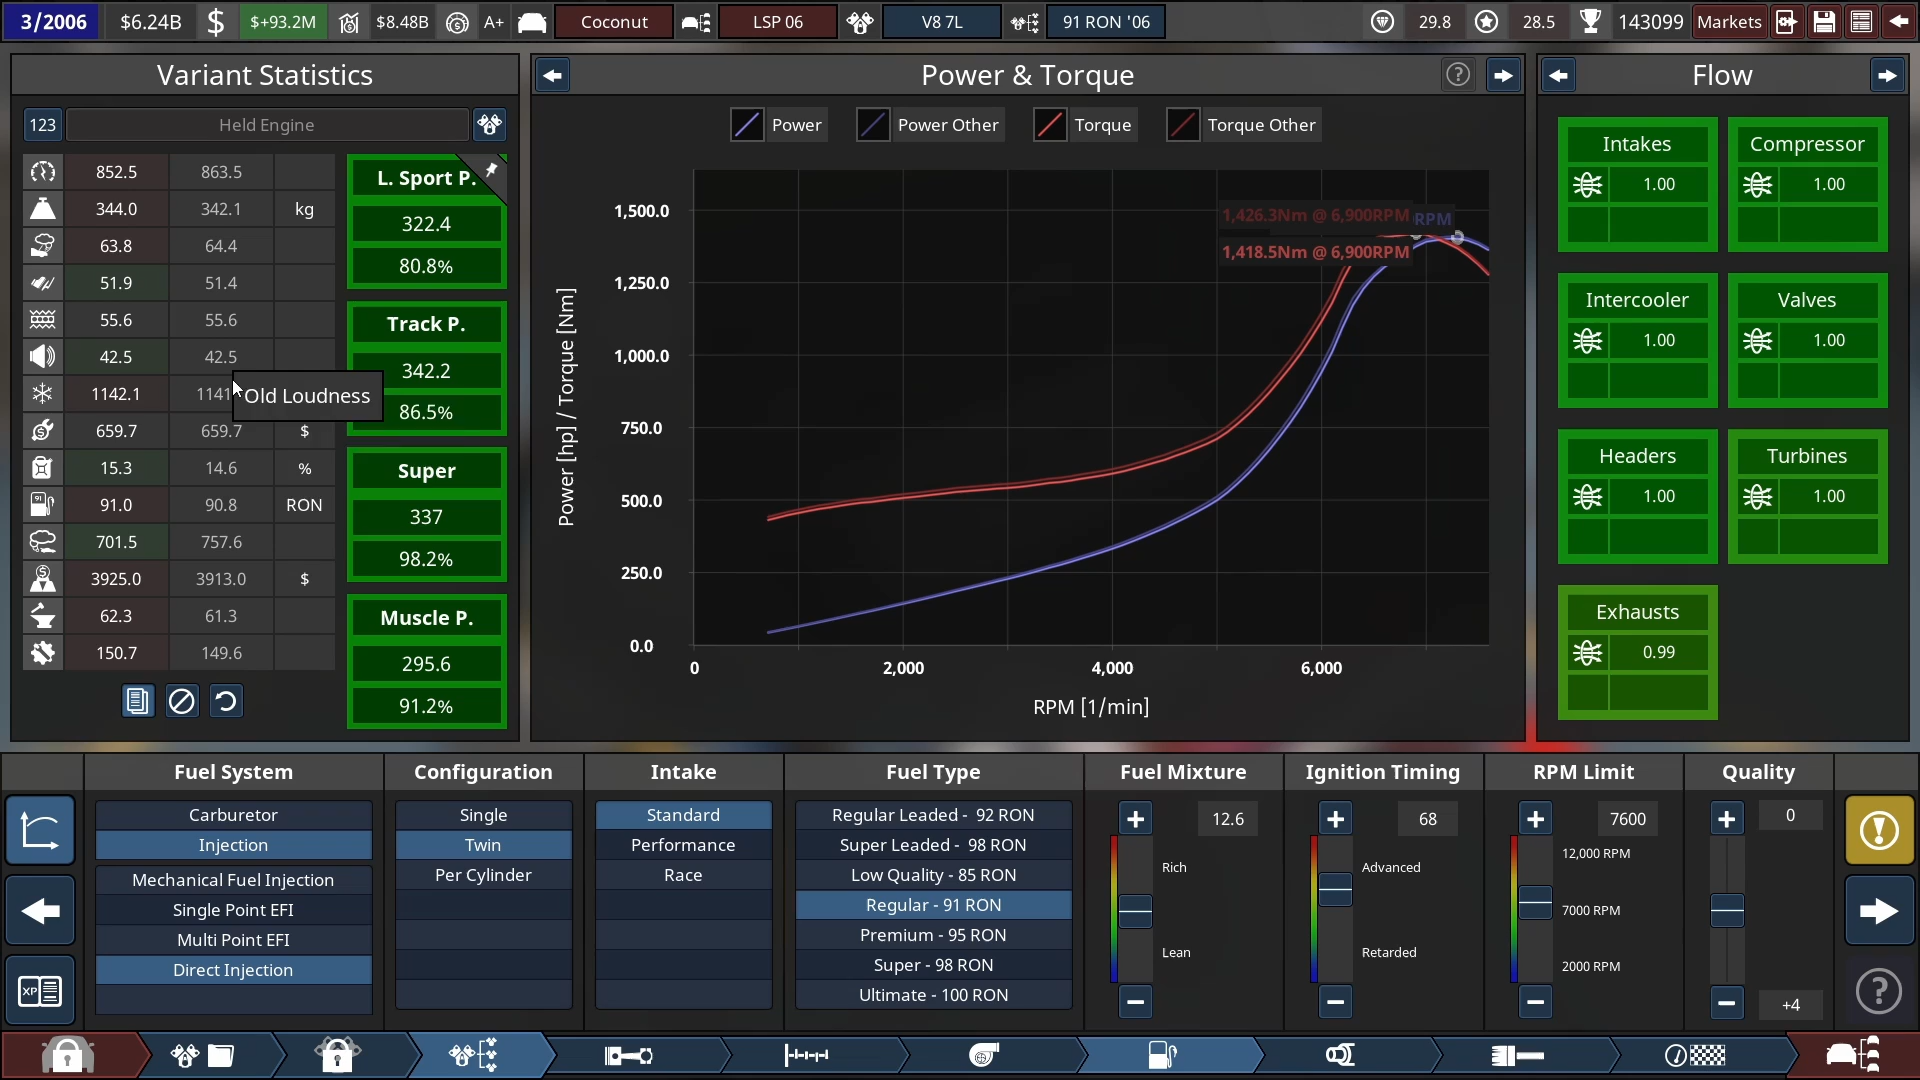 3/2006 $6.24B $+93.2M $8.48B A+ Coconut LSP 06 V8 7L 91 RON '06 29.8 28.5 143099 Markets
Variant Statistics
123 Held Engine
852.5 863.5
344.0 342.1 kg
63.8 64.4
51.9 51.4
55.6 55.6
42.5 42.5
1142.1 1141
Old Loudness
659.7 659.7 $
15.3 14.6 %
91.0 90.8 RON
701.5 757.6
3925.0 3913.0 $
62.3 61.3
150.7 149.6
L. Sport P.
322.4
80.8%
Track P.
342.2
86.5%
Super
337
98.2%
Muscle P.
295.6
91.2%
Power & Torque
Power Power Other Torque Torque Other
1,426.3Nm @ 6,900RPM RPM
1,418.5Nm @ 6,900RPM
Power [hp] / Torque [Nm]
1,500.0
1,250.0
1,000.0
750.0
500.0
250.0
0.0
0 2,000 4,000 6,000
RPM [1/min]
Flow
Intakes Compressor
1.00 1.00
Intercooler Valves
1.00 1.00
Headers Turbines
1.00 1.00
Exhausts
0.99
Fuel System
Carburetor
Injection
Mechanical Fuel Injection
Single Point EFI
Multi Point EFI
Direct Injection
Configuration
Single
Twin
Per Cylinder
Intake
Standard
Performance
Race
Fuel Type
Regular Leaded - 92 RON
Super Leaded - 98 RON
Low Quality - 85 RON
Regular - 91 RON
Premium - 95 RON
Super - 98 RON
Ultimate - 100 RON
Fuel Mixture
12.6
Rich
Lean
Ignition Timing
68
Advanced
Retarded
RPM Limit
7600
12,000 RPM
7000 RPM
2000 RPM
Quality
0
+4
XP